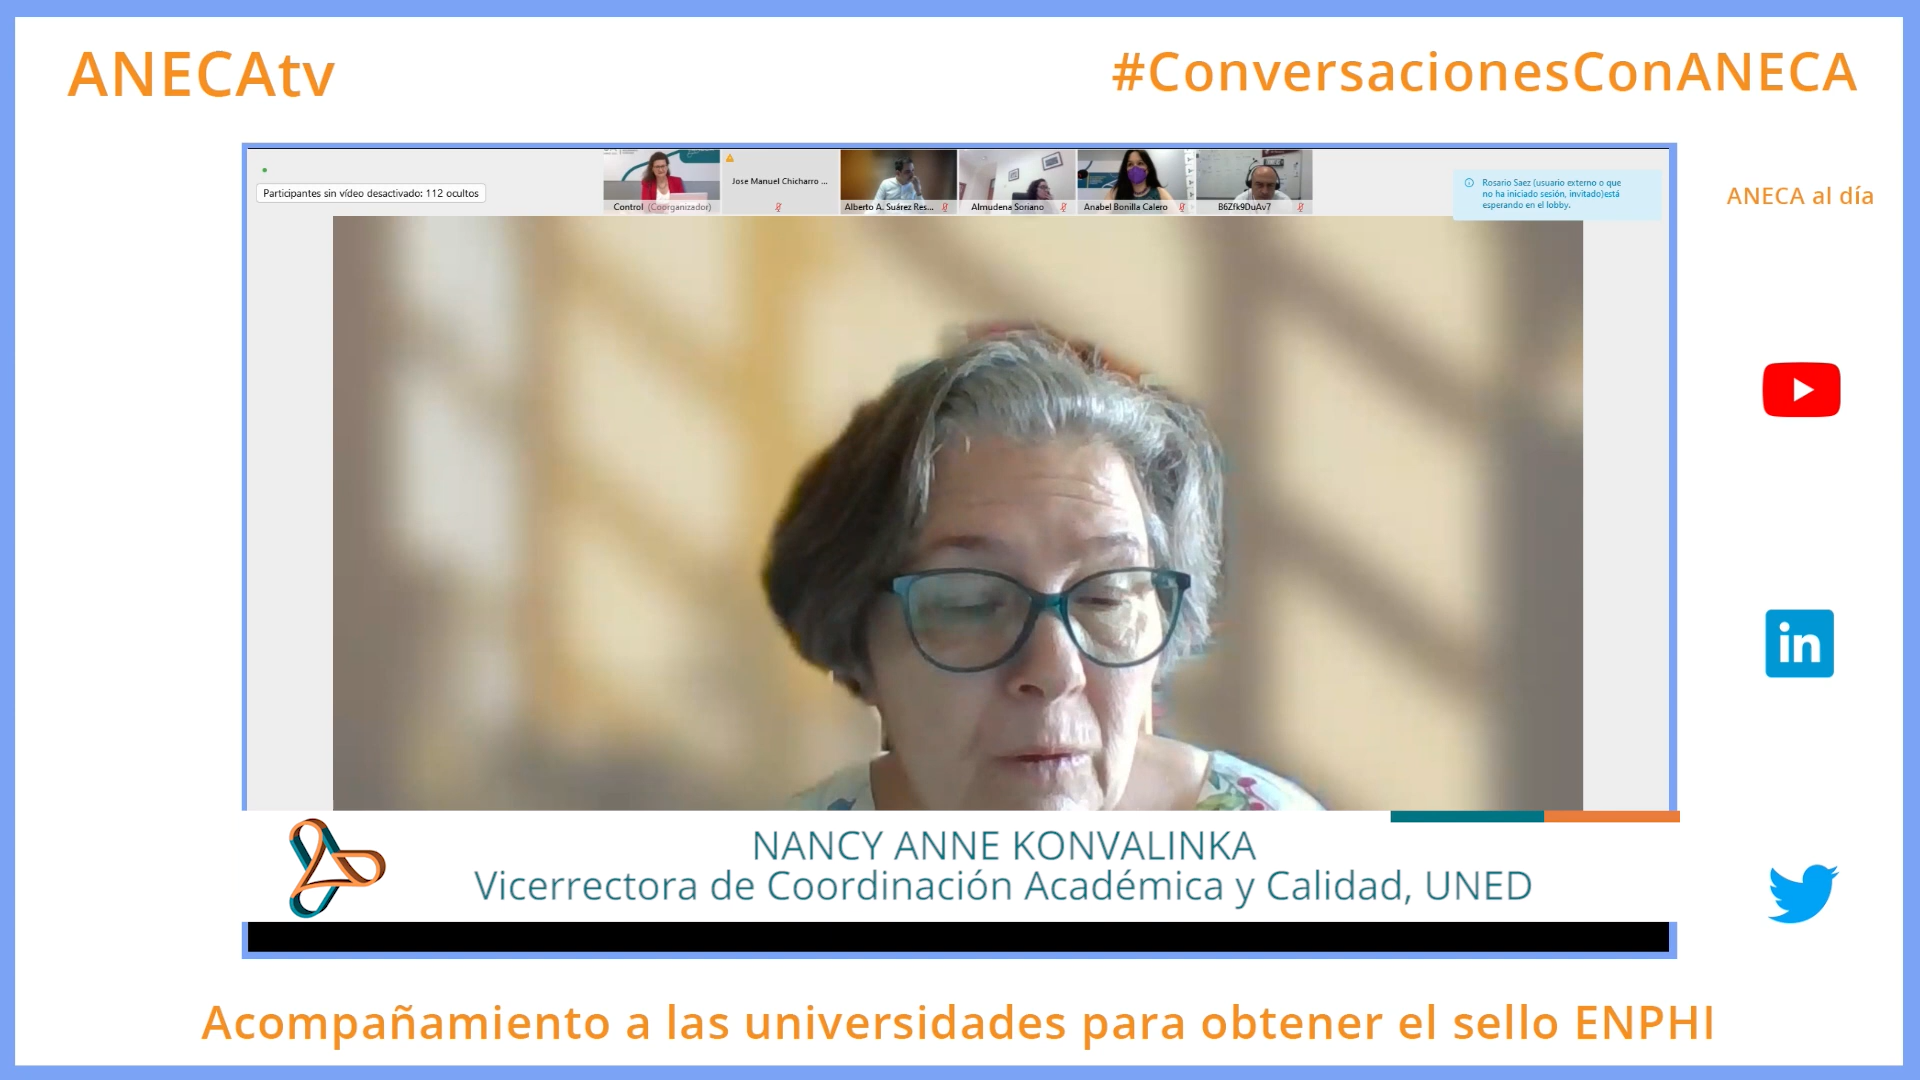 ANECAtv
#ConversacionesConANECA
Participantes sin vídeo desactivado: 112 ocultos
Control (Coorganizador)
Jose Manuel Chicharro ...
Alberto A. Suárez Res...
Almudena Soriano
Anabel Bonilla Calero
B6Zfk9DuAv7
Rosario Saez (usuario externo o que
no ha iniciado sesión, invitado)está
esperando en el lobby.
ANECA al día
in
NANCY ANNE KONVALINKA
Vicerrectora de Coordinación Académica y Calidad, UNED
Acompañamiento a las universidades para obtener el sello ENPHI